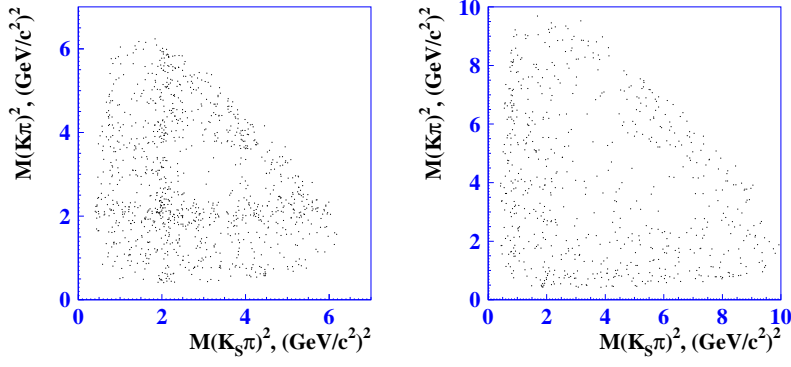 M(Kπ)², (GeV/c²)²
6
4
2
0
0 2 4 6
M(K_Sπ)², (GeV/c²)²
M(Kπ)², (GeV/c²)²
10
8
6
4
2
0
0 2 4 6 8 10
M(K_Sπ)², (GeV/c²)²